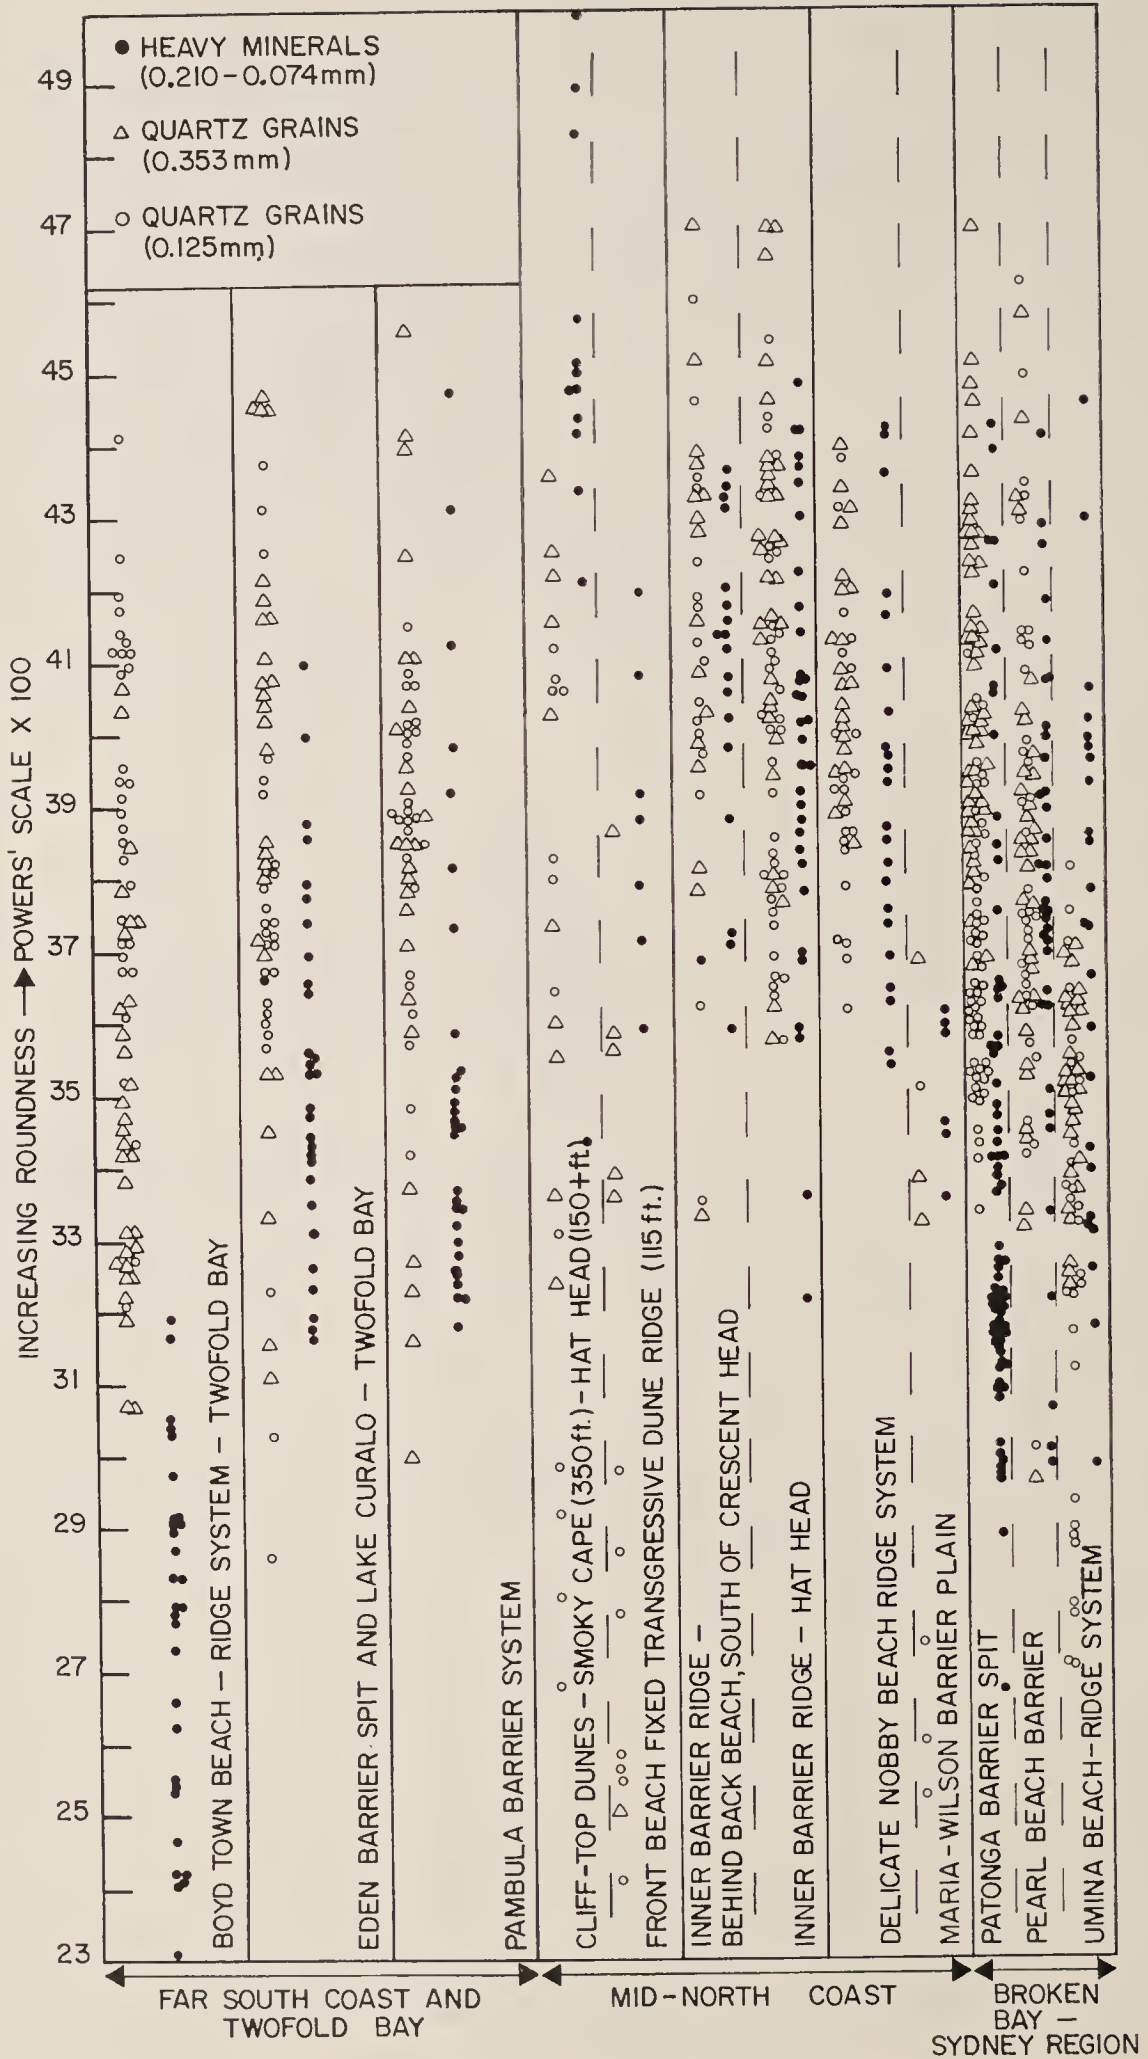 ● HEAVY MINERALS
(0.210-0.074mm)
△ QUARTZ GRAINS
(0.353mm)
○ QUARTZ GRAINS
(0.125mm)
INCREASING ROUNDNESS → POWERS' SCALE X 100
49
47
45
43
41
39
37
35
33
31
29
27
25
23
BOYD TOWN BEACH - RIDGE SYSTEM - TWOFOLD BAY
EDEN BARRIER-SPIT AND LAKE CURALO - TWOFOLD BAY
PAMBULA BARRIER SYSTEM
CLIFF-TOP DUNES - SMOKY CAPE (350ft.) - HAT HEAD (150+ft.)
FRONT BEACH FIXED TRANSGRESSIVE DUNE RIDGE (115ft.)
INNER BARRIER RIDGE -
BEHIND BACK BEACH, SOUTH OF CRESCENT HEAD
INNER BARRIER RIDGE - HAT HEAD
DELICATE NOBBY BEACH RIDGE SYSTEM
MARIA-WILSON BARRIER PLAIN
PATONGA BARRIER SPIT
PEARL BEACH BARRIER
UMINA BEACH-RIDGE SYSTEM
FAR SOUTH COAST AND
TWOFOLD BAY
MID-NORTH COAST
BROKEN
BAY -
SYDNEY REGION